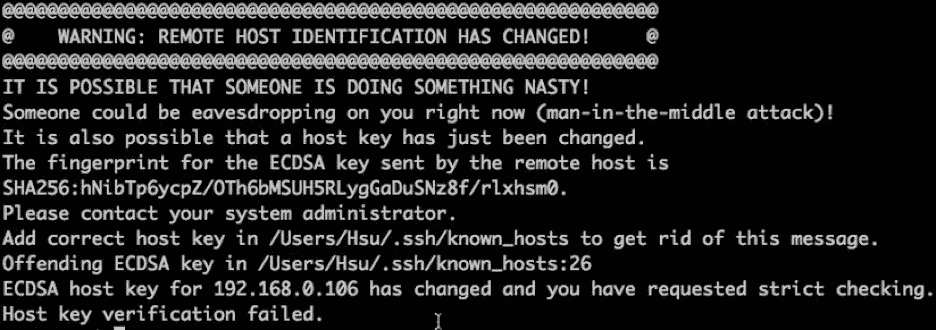 @@@@@@@@@@@@@@@@@@@@@@@@@@@@@@@@@@@@@@@@@@@@@@@@@@@@@@@@@@@
@    WARNING: REMOTE HOST IDENTIFICATION HAS CHANGED!     @
@@@@@@@@@@@@@@@@@@@@@@@@@@@@@@@@@@@@@@@@@@@@@@@@@@@@@@@@@@@
IT IS POSSIBLE THAT SOMEONE IS DOING SOMETHING NASTY!
Someone could be eavesdropping on you right now (man-in-the-middle attack)!
It is also possible that a host key has just been changed.
The fingerprint for the ECDSA key sent by the remote host is
SHA256:hNibTp6ycpZ/OTh6bMSUH5RLygGaDuSNz8f/rlxhsm0.
Please contact your system administrator.
Add correct host key in /Users/Hsu/.ssh/known_hosts to get rid of this message.
Offending ECDSA key in /Users/Hsu/.ssh/known_hosts:26
ECDSA host key for 192.168.0.106 has changed and you have requested strict checking.
Host key verification failed.